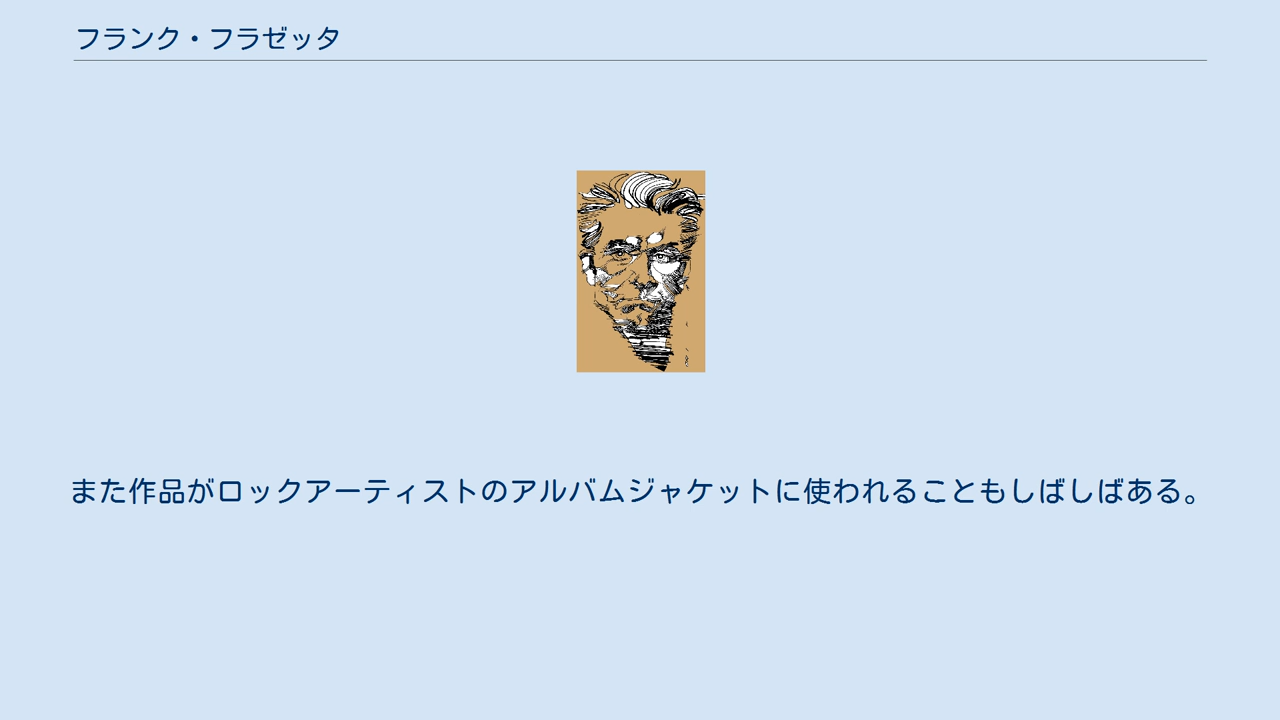 フランク・フラゼッタ
また作品がロックアーティストのアルバムジャケットに使われることもしばしばある。